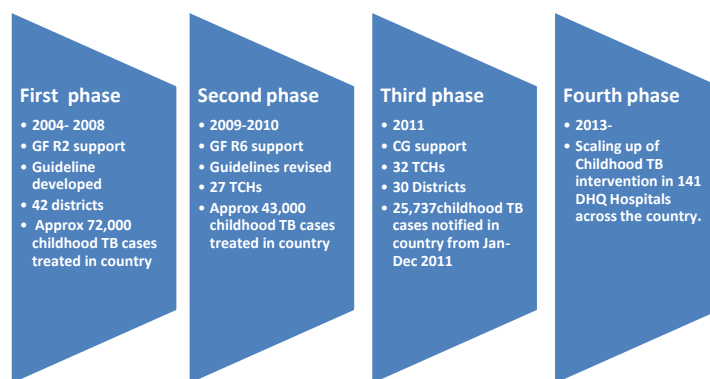 First phase
• 2004- 2008
• GF R2 support
• Guideline
developed
• 42 districts
• Approx 72,000
childhood TB cases
treated in country
Second phase
• 2009-2010
• GF R6 support
• Guidelines revised
• 27 TCHs
• Approx 43,000
childhood TB cases
treated in country
Third phase
• 2011
• CG support
• 32 TCHs
• 30 Districts
• 25,737childhood TB
cases notified in
country from Jan-
Dec 2011
Fourth phase
• 2013-
• Scaling up of
Childhood TB
intervention in 141
DHQ Hospitals
across the country.